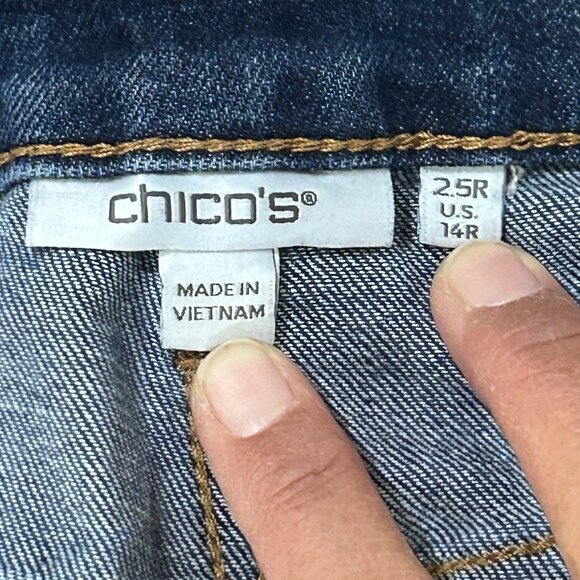 chico's®
2.5R
U.S.
14R
MADE IN
VIETNAM